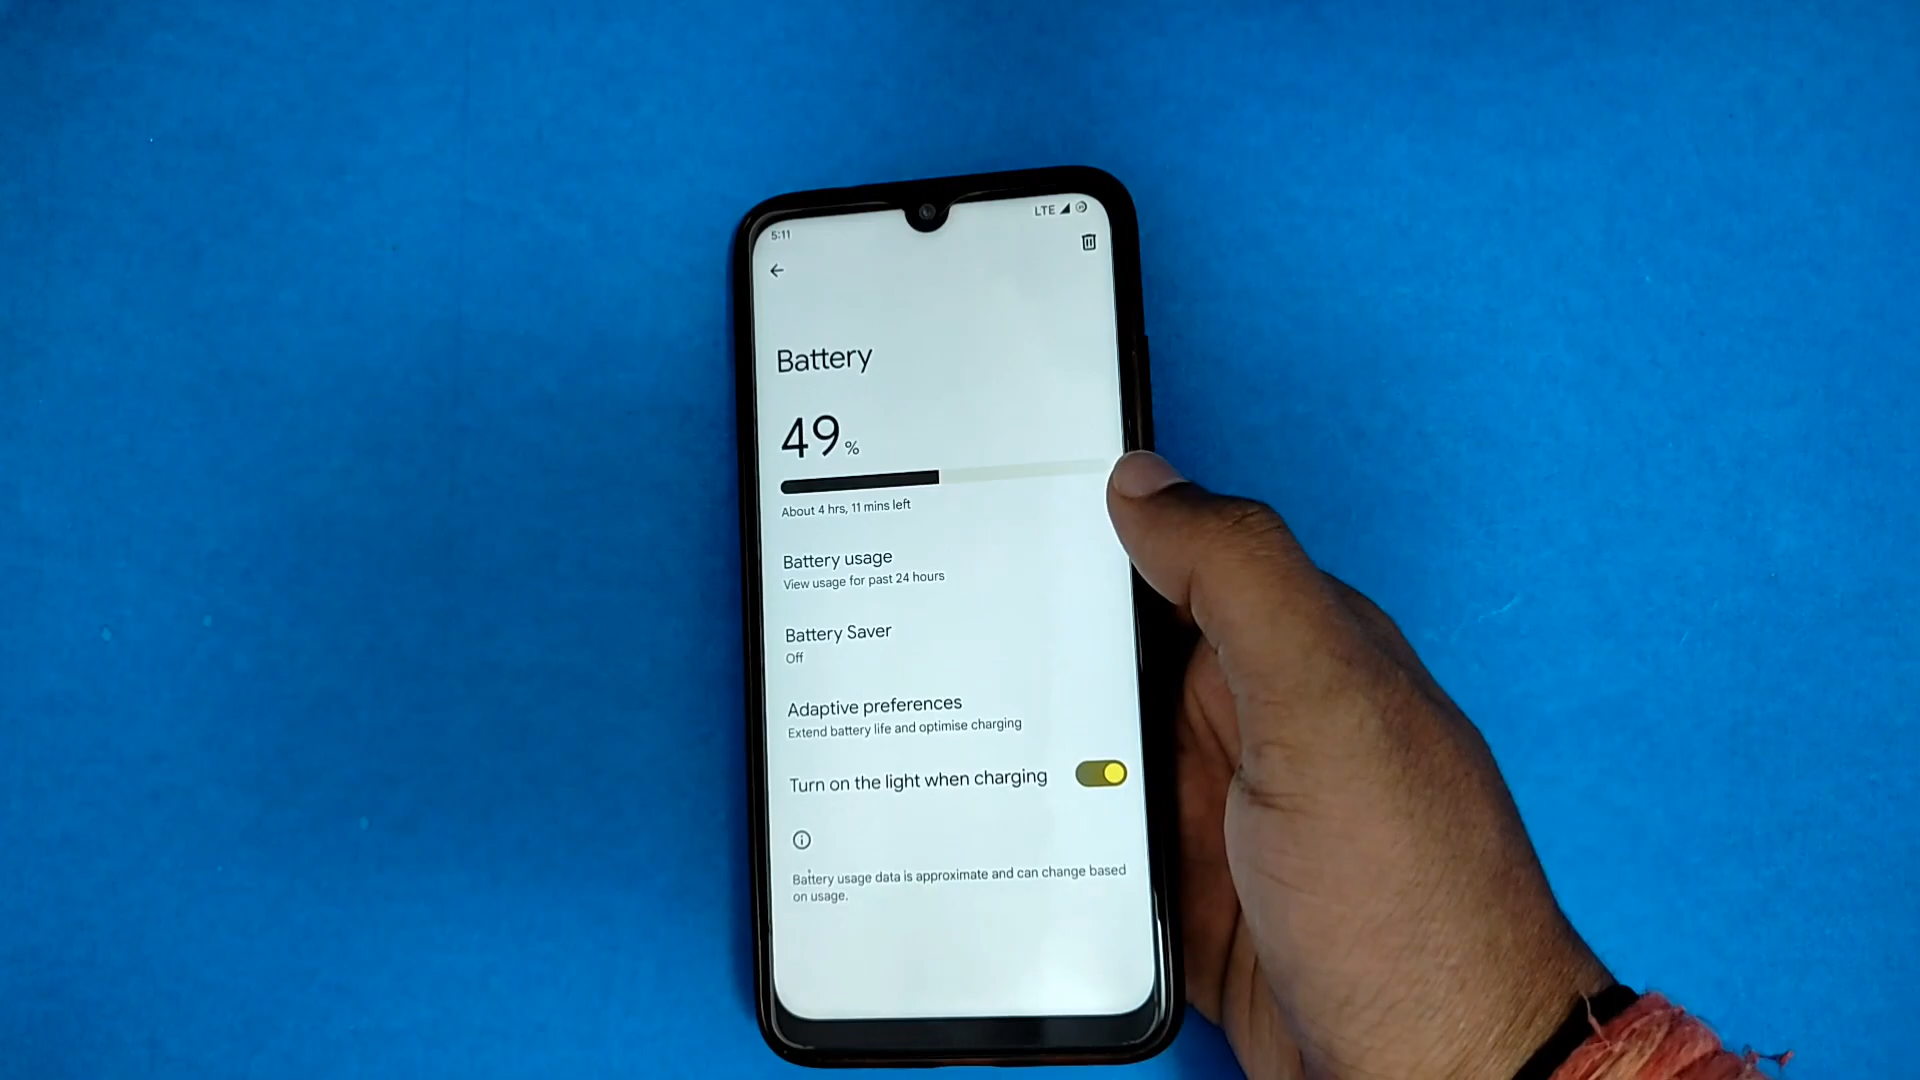 5:11
LTE
Battery
49%
About 4 hrs, 11 mins left
Battery usage
View usage for past 24 hours
Battery Saver
Off
Adaptive preferences
Extend battery life and optimise charging
Turn on the light when charging
Battery usage data is approximate and can change based
on usage.